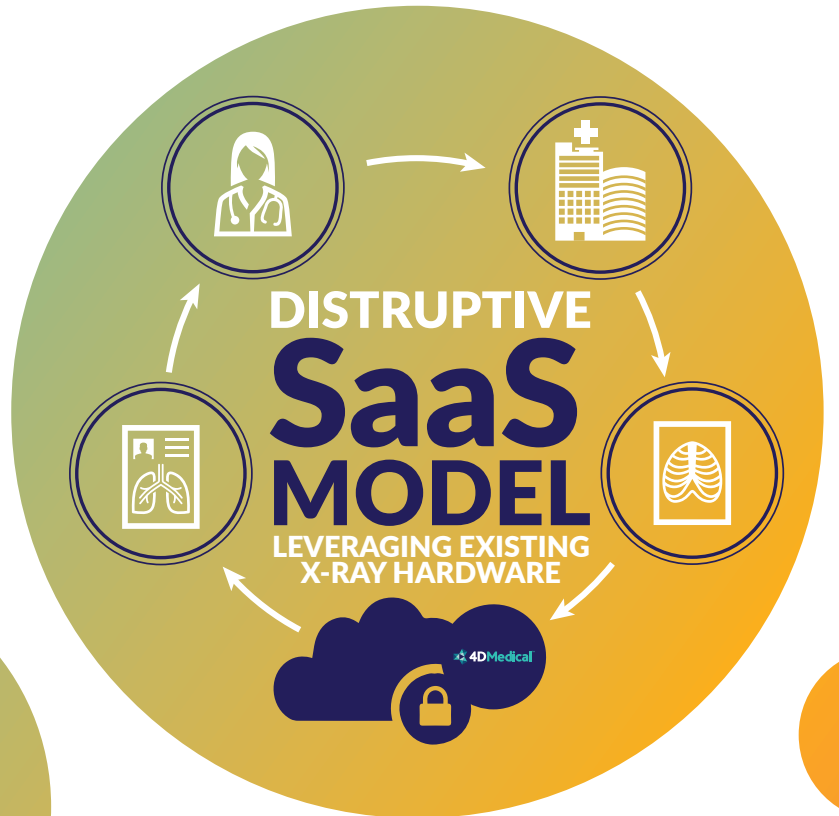 DISTRUPTIVE
SaaS
MODEL
LEVERAGING EXISTING
X-RAY HARDWARE
4DMedical